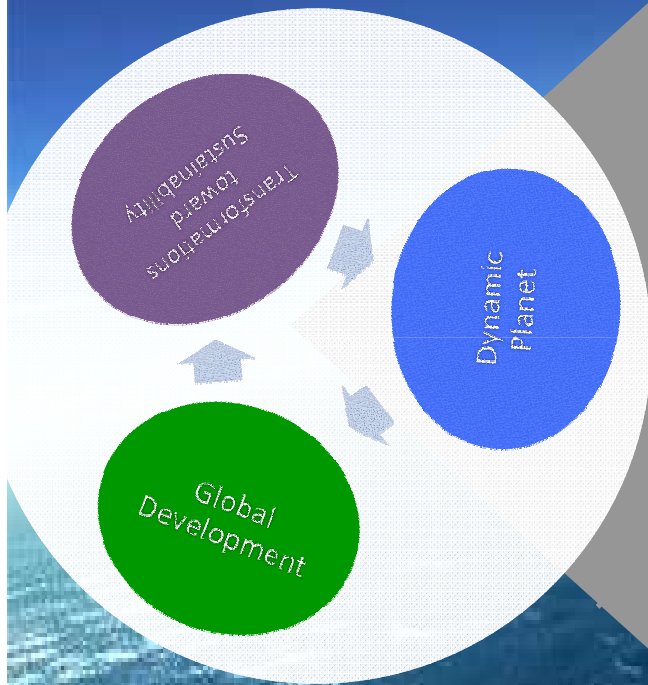 Transformations
toward
Sustainability
Dynamic
Planet
Global
Development